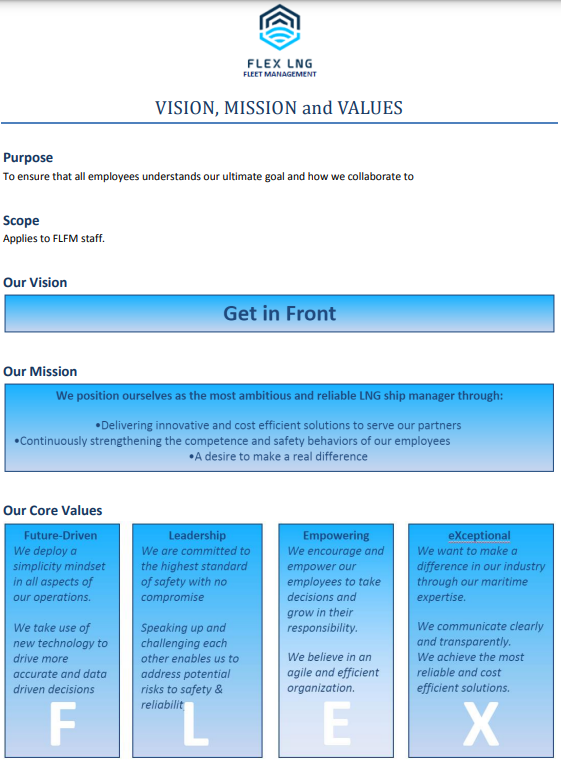 FLEX LNG
FLEET MANAGEMENT
VISION, MISSION and VALUES
Purpose
To ensure that all employees understands our ultimate goal and how we collaborate to
Scope
Applies to FLFM staff.
Our Vision
Get in Front
Our Mission
We position ourselves as the most ambitious and reliable LNG ship manager through:
•Delivering innovative and cost efficient solutions to serve our partners
•Continuously strengthening the competence and safety behaviors of our employees
•A desire to make a real difference
Our Core Values
Future-Driven
We deploy a
simplicity mindset
in all aspects of
our operations.
We take use of
new technology to
drive more
accurate and data
driven decisions
F
Leadership
We are committed to
the highest standard
of safety with no
compromise
Speaking up and
challenging each
other enables us to
address potential
risks to safety &
reliability
L
Empowering
We encourage and
empower our
employees to take
decisions and
grow in their
responsibility.
We believe in an
agile and efficient
organization.
E
eXceptional
We want to make a
difference in our industry
through our maritime
expertise.
We communicate clearly
and transparently.
We achieve the most
reliable and cost
efficient solutions.
X